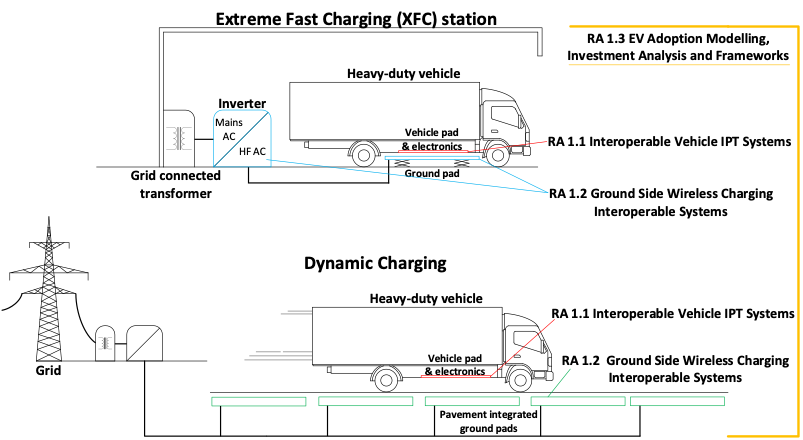 Extreme Fast Charging (XFC) station
RA 1.3 EV Adoption Modelling,
Investment Analysis and Frameworks
Heavy-duty vehicle
Inverter
Mains
AC
HF AC
Vehicle pad
& electronics
RA 1.1 Interoperable Vehicle IPT Systems
Grid connected
transformer
Ground pad
RA 1.2 Ground Side Wireless Charging
Interoperable Systems
Dynamic Charging
Heavy-duty vehicle
RA 1.1 Interoperable Vehicle IPT Systems
Vehicle pad
& electronics
RA 1.2 Ground Side Wireless Charging
Interoperable Systems
Grid
Pavement integrated
ground pads